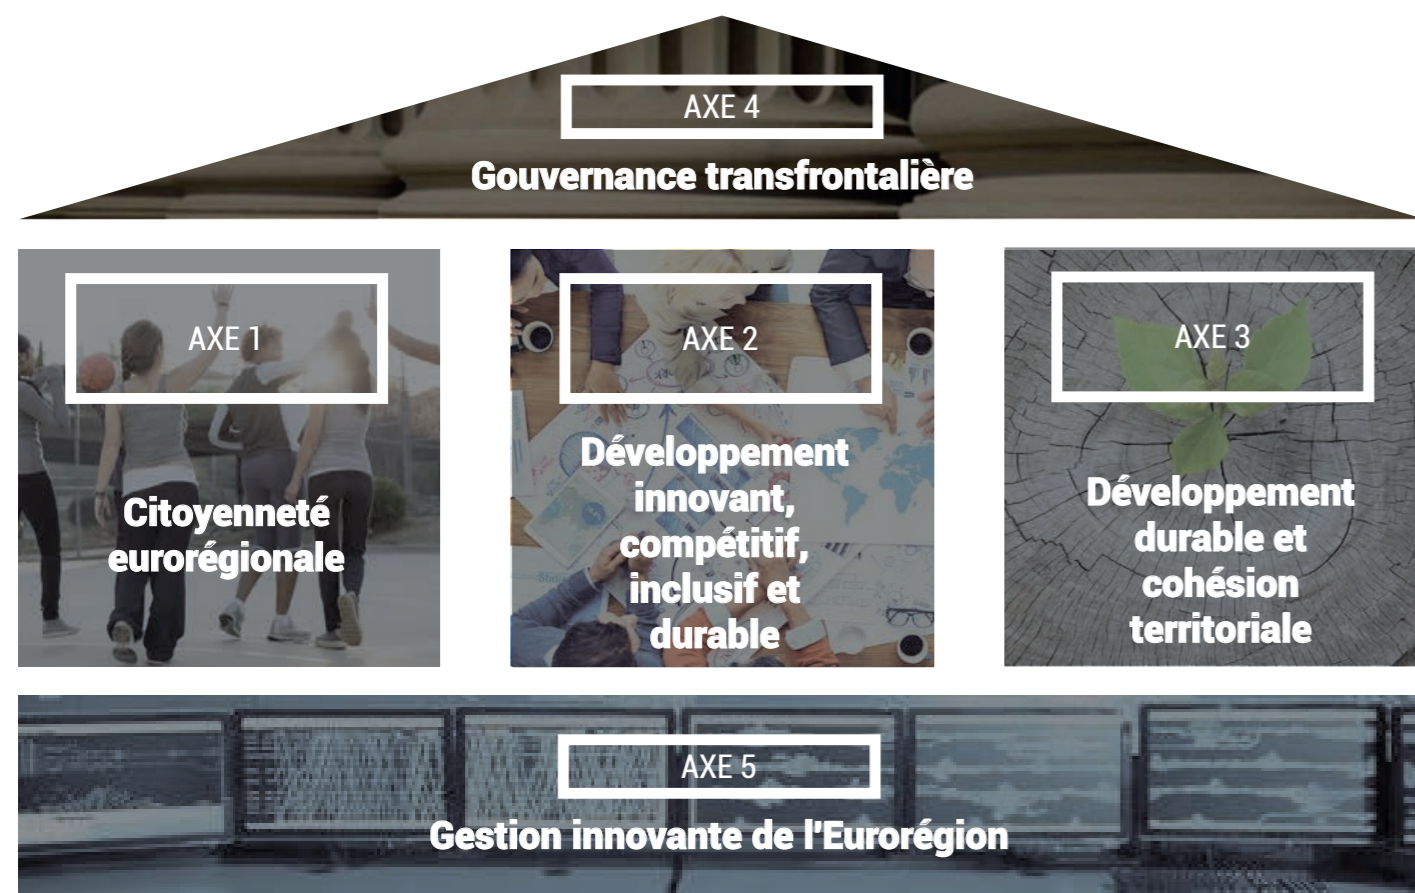 AXE 4
Gouvernance transfrontalière
AXE 1
Citoyenneté
eurorégionale
AXE 2
Développement
innovant,
compétitif,
inclusif et
durable
AXE 3
Développement
durable et
cohésion
territoriale
AXE 5
Gestion innovante de l'Eurorégion